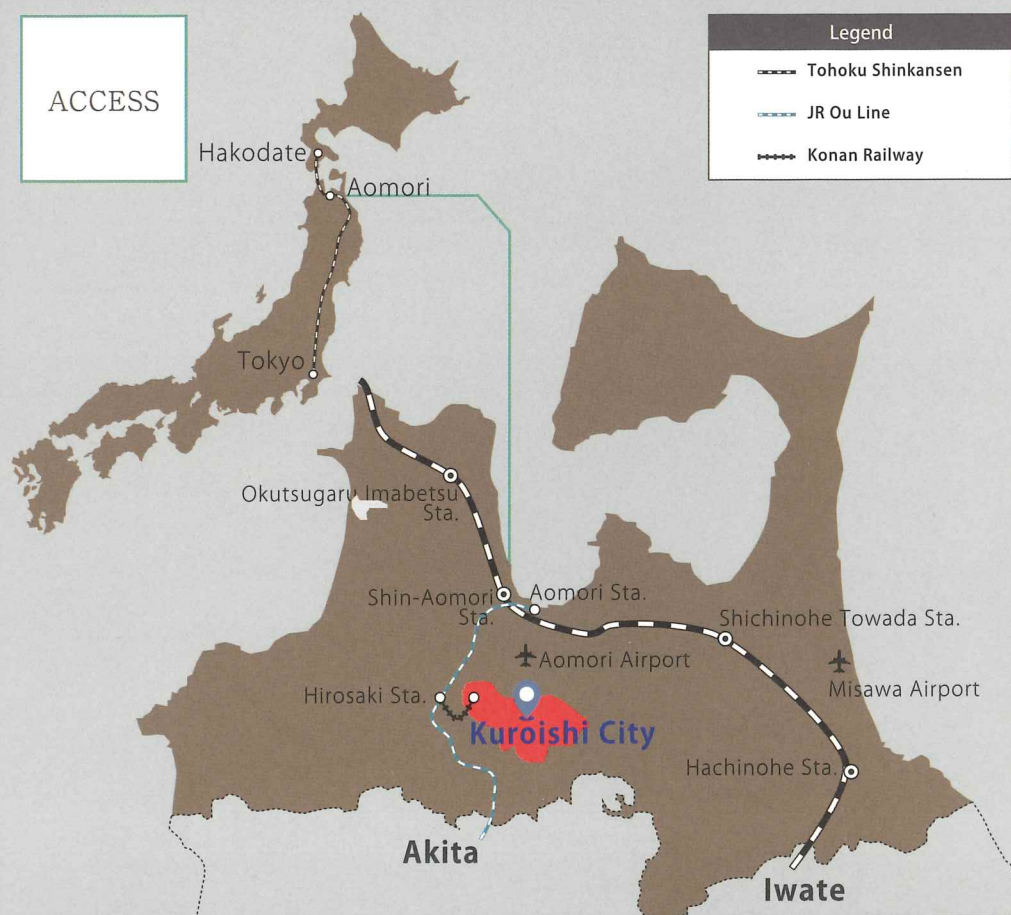 ACCESS
Legend
Tohoku Shinkansen
JR Ou Line
Konan Railway
Hakodate
Aomori
Tokyo
Okutsugaru Imabetsu
Sta.
Shin-Aomori
Sta.
Aomori Sta.
Shichinohe Towada Sta.
Aomori Airport
Misawa Airport
Hirosaki Sta.
Kuroishi City
Hachinohe Sta.
Akita
Iwate